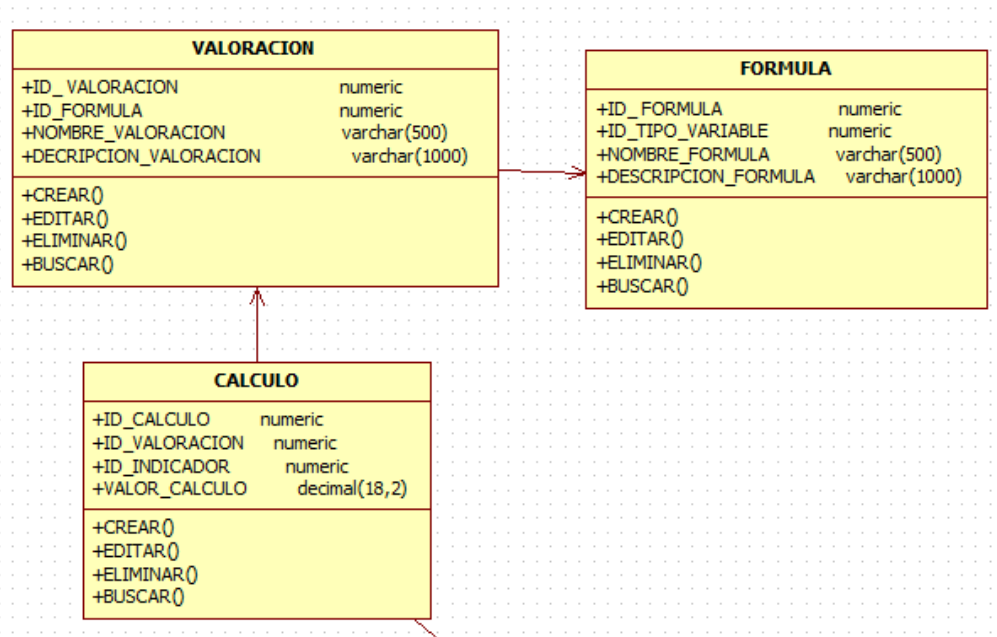 VALORACION
+ID_ VALORACION numeric
+ID_FORMULA numeric
+NOMBRE_VALORACION varchar(500)
+DECRIPCION_VALORACION varchar(1000)
+CREAR()
+EDITAR()
+ELIMINAR()
+BUSCAR()
FORMULA
+ID_ FORMULA numeric
+ID_TIPO_VARIABLE numeric
+NOMBRE_FORMULA varchar(500)
+DESCRIPCION_FORMULA varchar(1000)
+CREAR()
+EDITAR()
+ELIMINAR()
+BUSCAR()
CALCULO
+ID_CALCULO numeric
+ID_VALORACION numeric
+ID_INDICADOR numeric
+VALOR_CALCULO decimal(18,2)
+CREAR()
+EDITAR()
+ELIMINAR()
+BUSCAR()